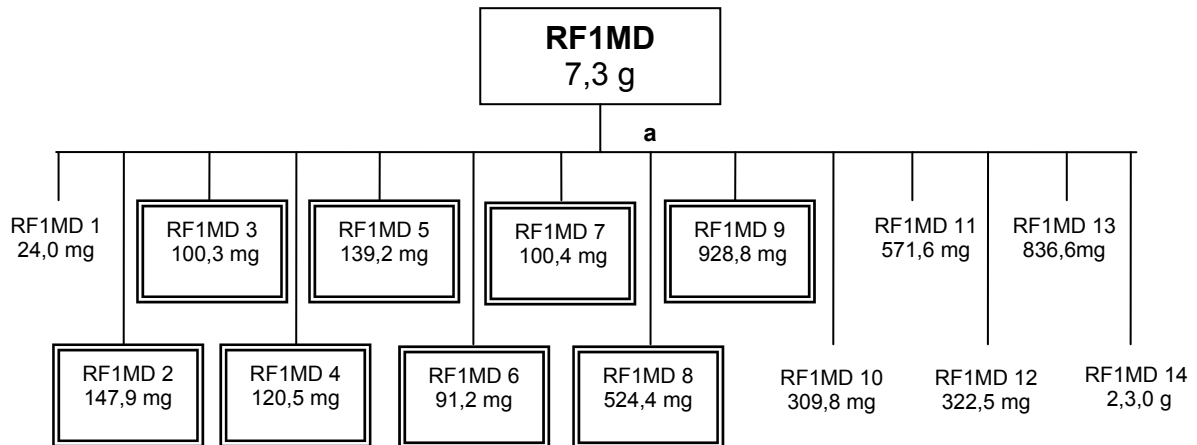 RF1MD
7,3 g
a
RF1MD 1
24,0 mg
RF1MD 3
100,3 mg
RF1MD 5
139,2 mg
RF1MD 7
100,4 mg
RF1MD 9
928,8 mg
RF1MD 11
571,6 mg
RF1MD 13
836,6mg
RF1MD 2
147,9 mg
RF1MD 4
120,5 mg
RF1MD 6
91,2 mg
RF1MD 8
524,4 mg
RF1MD 10
309,8 mg
RF1MD 12
322,5 mg
RF1MD 14
2,3,0 g